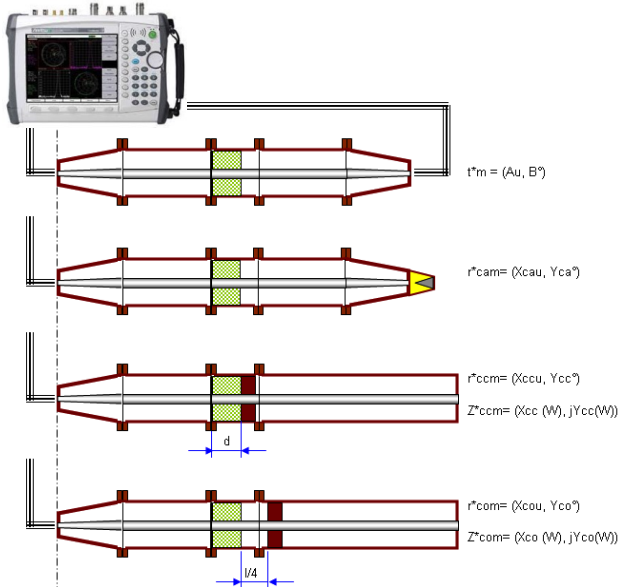 t*m = (Au, B°)
r*cam= (Xcau, Yca°)
r*ccm= (Xccu, Ycc°)
Z*ccm= (Xcc (W), jYcc(W))
d
r*com= (Xcou, Yco°)
Z*com= (Xco (W), jYco(W))
l/4